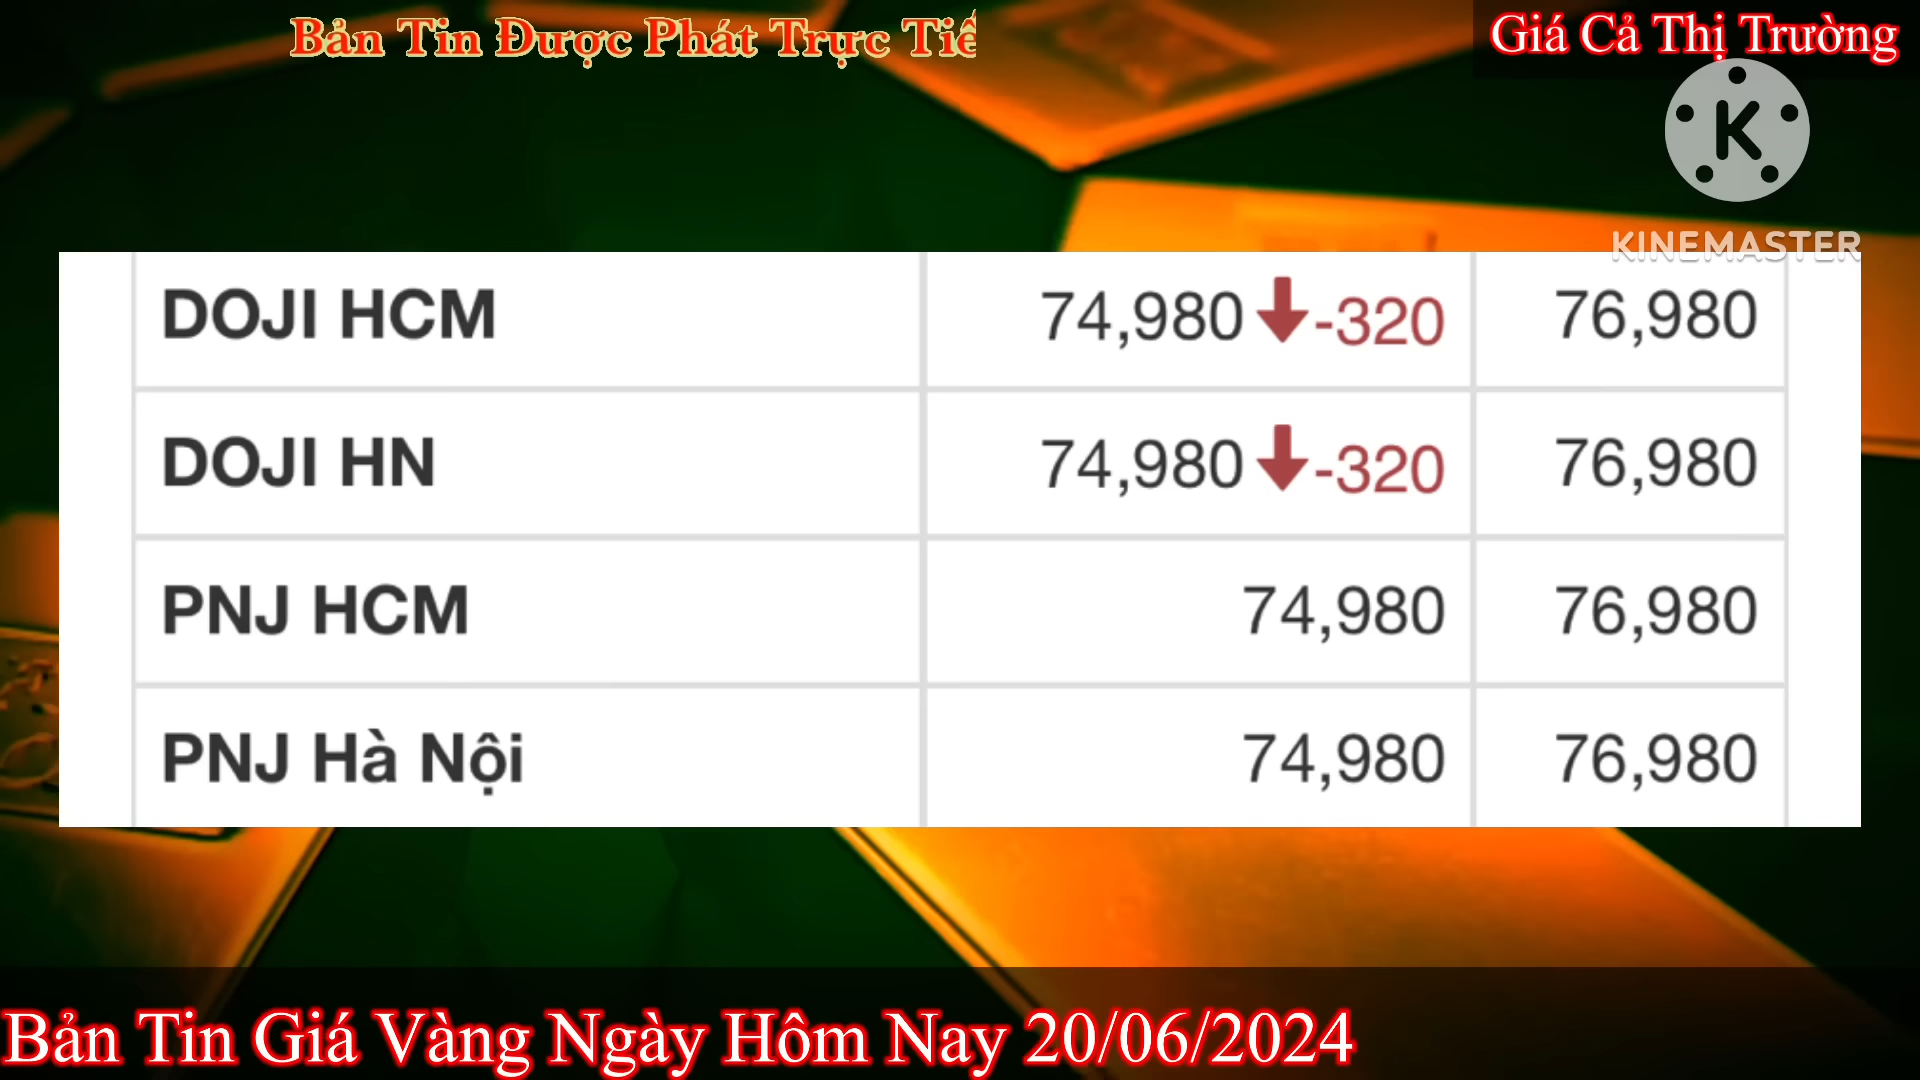 Bản Tin Được Phát Trực Tiế
Giá Cả Thị Trường
K
KINEMASTER
DOJI HCM 74,980 -320 76,980
DOJI HN 74,980 -320 76,980
PNJ HCM 74,980 76,980
PNJ Hà Nội 74,980 76,980
Bản Tin Giá Vàng Ngày Hôm Nay 20/06/2024